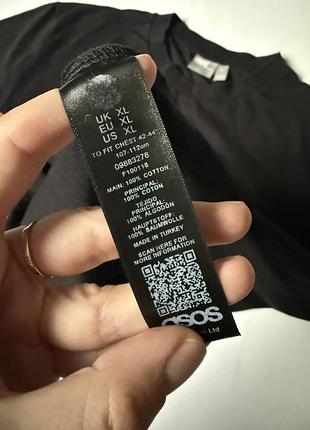 UK XL
EU XL
US XL
TO FIT CHEST 42-44"
107-112cm
09883276
F100118
MAIN: 100% COTTON
PRINCIPAL:
100% COTON
TEJIDO
PRINCIPAL:
100% ALGODÓN
HAUPTSTOFF:
100% BAUMWOLLE
MADE IN TURKEY
SCAN HERE FOR
MORE INFORMATION
asos
Ltd